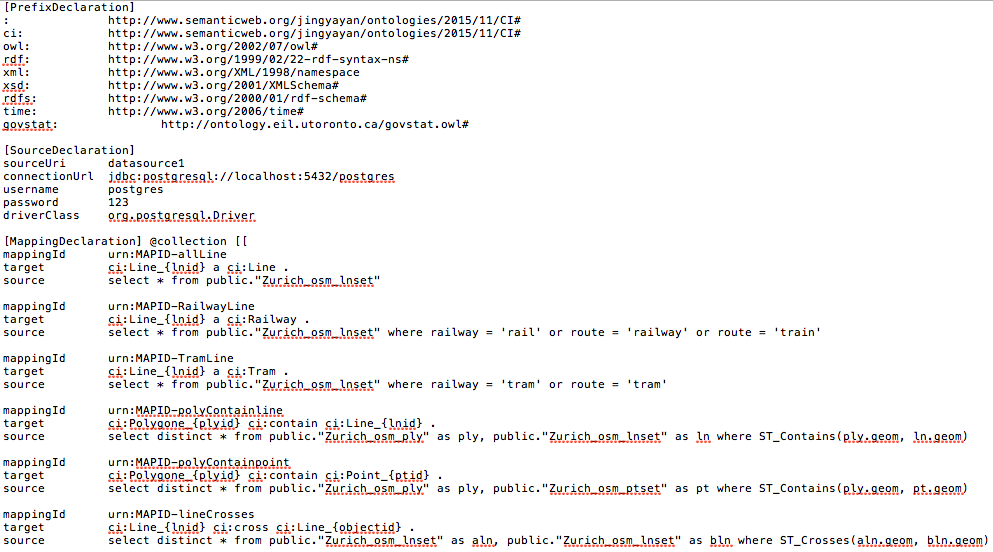 [PrefixDeclaration]
: http://www.semanticweb.org/jingyayan/ontologies/2015/11/CI#
ci: http://www.semanticweb.org/jingyayan/ontologies/2015/11/CI#
owl: http://www.w3.org/2002/07/owl#
rdf: http://www.w3.org/1999/02/22-rdf-syntax-ns#
xml: http://www.w3.org/XML/1998/namespace
xsd: http://www.w3.org/2001/XMLSchema#
rdfs: http://www.w3.org/2000/01/rdf-schema#
time: http://www.w3.org/2006/time#
govstat: http://ontology.eil.utoronto.ca/govstat.owl#
[SourceDeclaration]
sourceUri datasource1
connectionUrl jdbc:postgresql://localhost:5432/postgres
username postgres
password 123
driverClass org.postgresql.Driver
[MappingDeclaration] @collection [[
mappingId urn:MAPID-allLine
target ci:Line_{lnid} a ci:Line .
source select * from public."Zurich_osm_lnset"
mappingId urn:MAPID-RailwayLine
target ci:Line_{lnid} a ci:Railway .
source select * from public."Zurich_osm_lnset" where railway = 'rail' or route = 'railway' or route = 'train'
mappingId urn:MAPID-TramLine
target ci:Line_{lnid} a ci:Tram .
source select * from public."Zurich_osm_lnset" where railway = 'tram' or route = 'tram'
mappingId urn:MAPID-polyContainline
target ci:Polygone_{plyid} ci:contain ci:Line_{lnid} .
source select distinct * from public."Zurich_osm_ply" as ply, public."Zurich_osm_lnset" as ln where ST_Contains(ply.geom, ln.geom)
mappingId urn:MAPID-polyContainpoint
target ci:Polygone_{plyid} ci:contain ci:Point_{ptid} .
source select distinct * from public."Zurich_osm_ply" as ply, public."Zurich_osm_ptset" as pt where ST_Contains(ply.geom, pt.geom)
mappingId urn:MAPID-lineCrosses
target ci:Line_{lnid} ci:cross ci:Line_{objectid} .
source select distinct * from public."Zurich_osm_lnset" as aln, public."Zurich_osm_lnset" as bln where ST_Crosses(aln.geom, bln.geom)